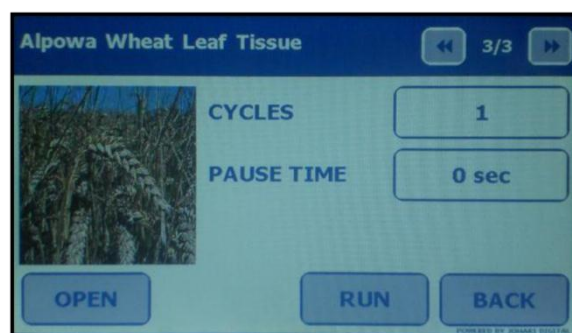 Alpowa Wheat Leaf Tissue
3/3
CYCLES 1
PAUSE TIME 0 sec
OPEN RUN BACK